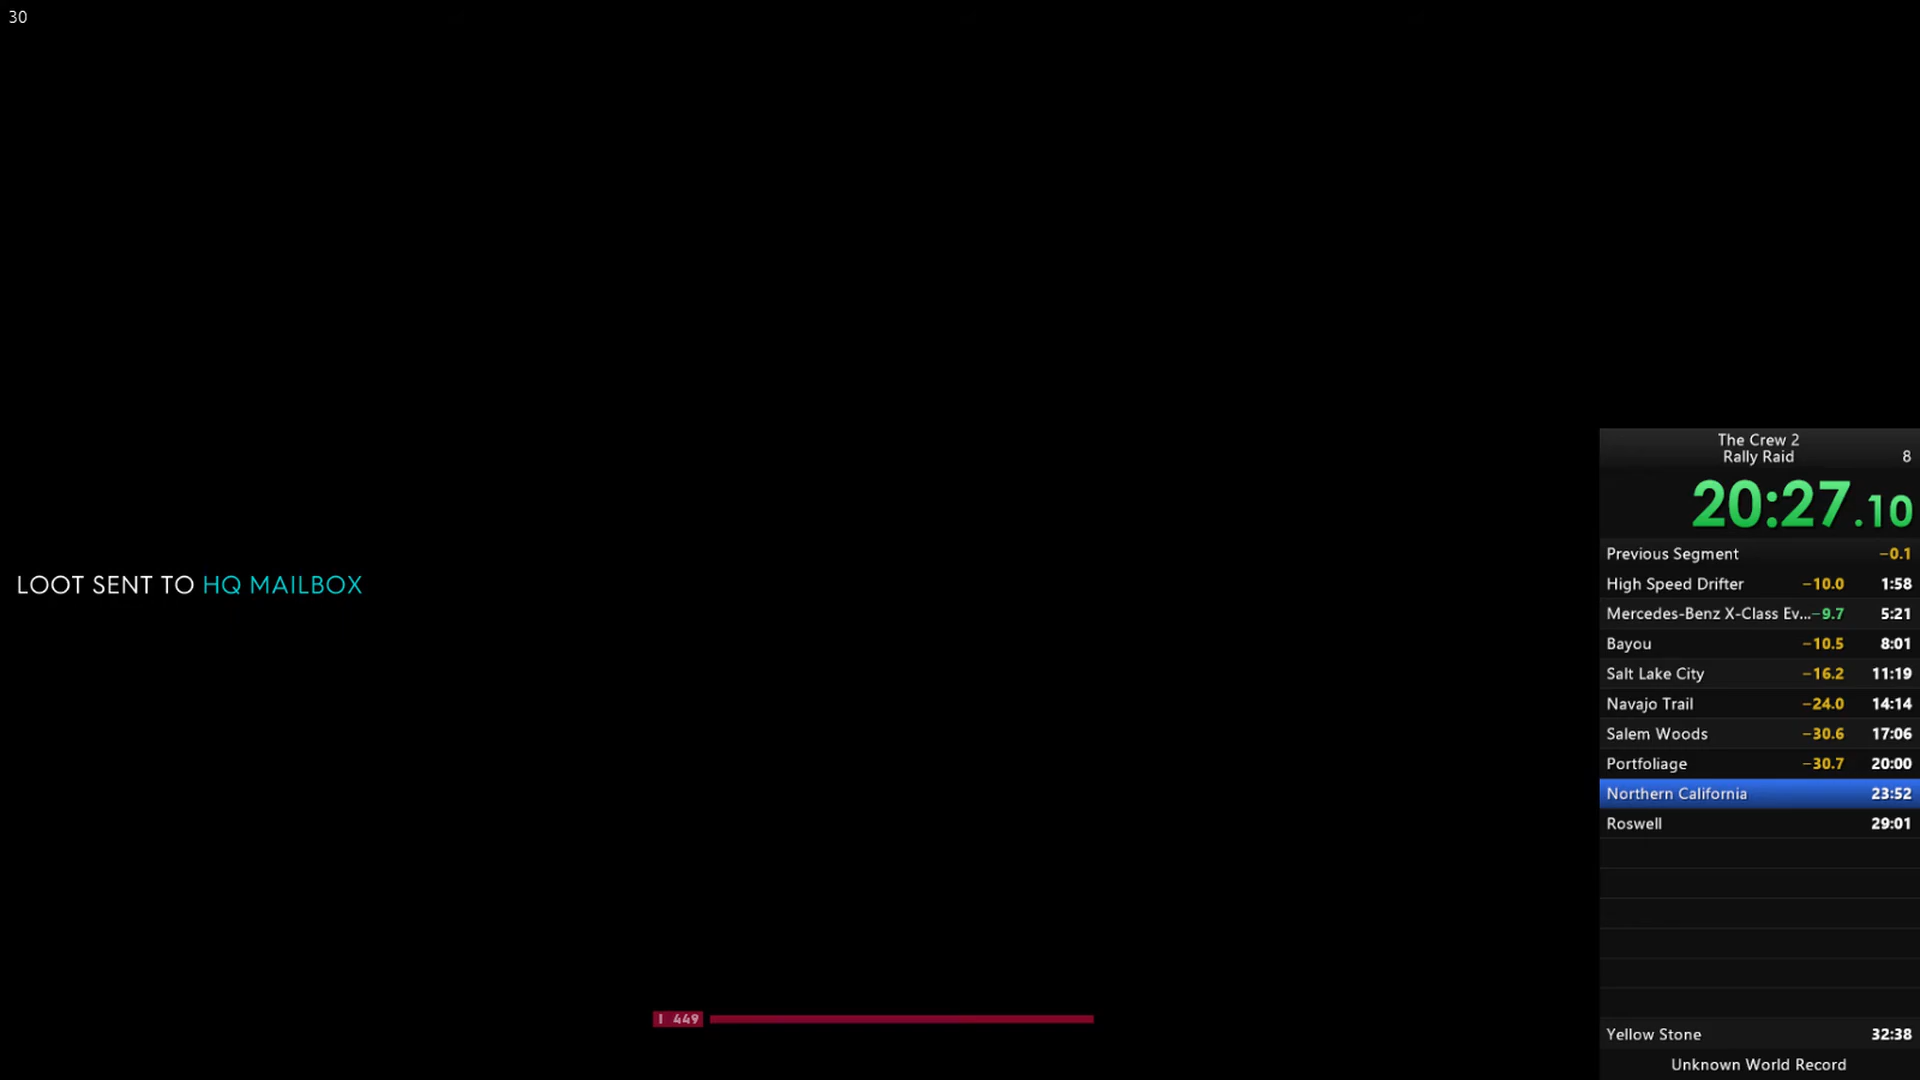 30
The Crew 2
Rally Raid 8
20:27.10
Previous Segment −0.1
High Speed Drifter −10.0 1:58
Mercedes-Benz X-Class Ev... −9.7 5:21
Bayou −10.5 8:01
Salt Lake City −16.2 11:19
Navajo Trail −24.0 14:14
Salem Woods −30.6 17:06
Portfoliage −30.7 20:00
Northern California 23:52
Roswell 29:01
LOOT SENT TO HQ MAILBOX
I 449
Yellow Stone 32:38
Unknown World Record